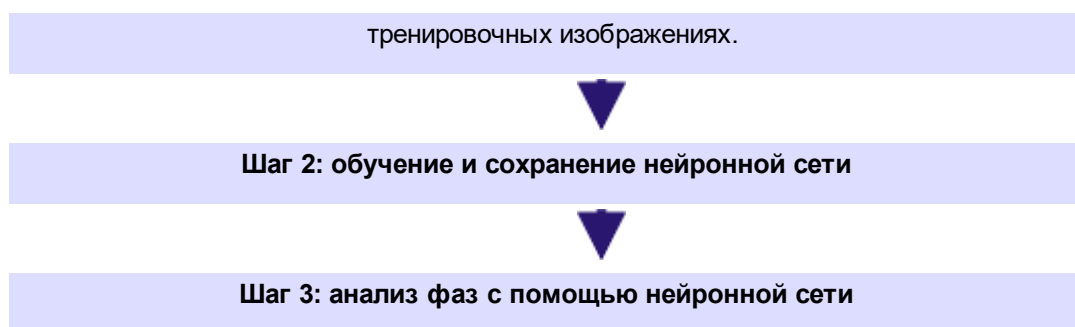 тренировочных изображениях.
Шаг 2: обучение и сохранение нейронной сети
Шаг 3: анализ фаз с помощью нейронной сети